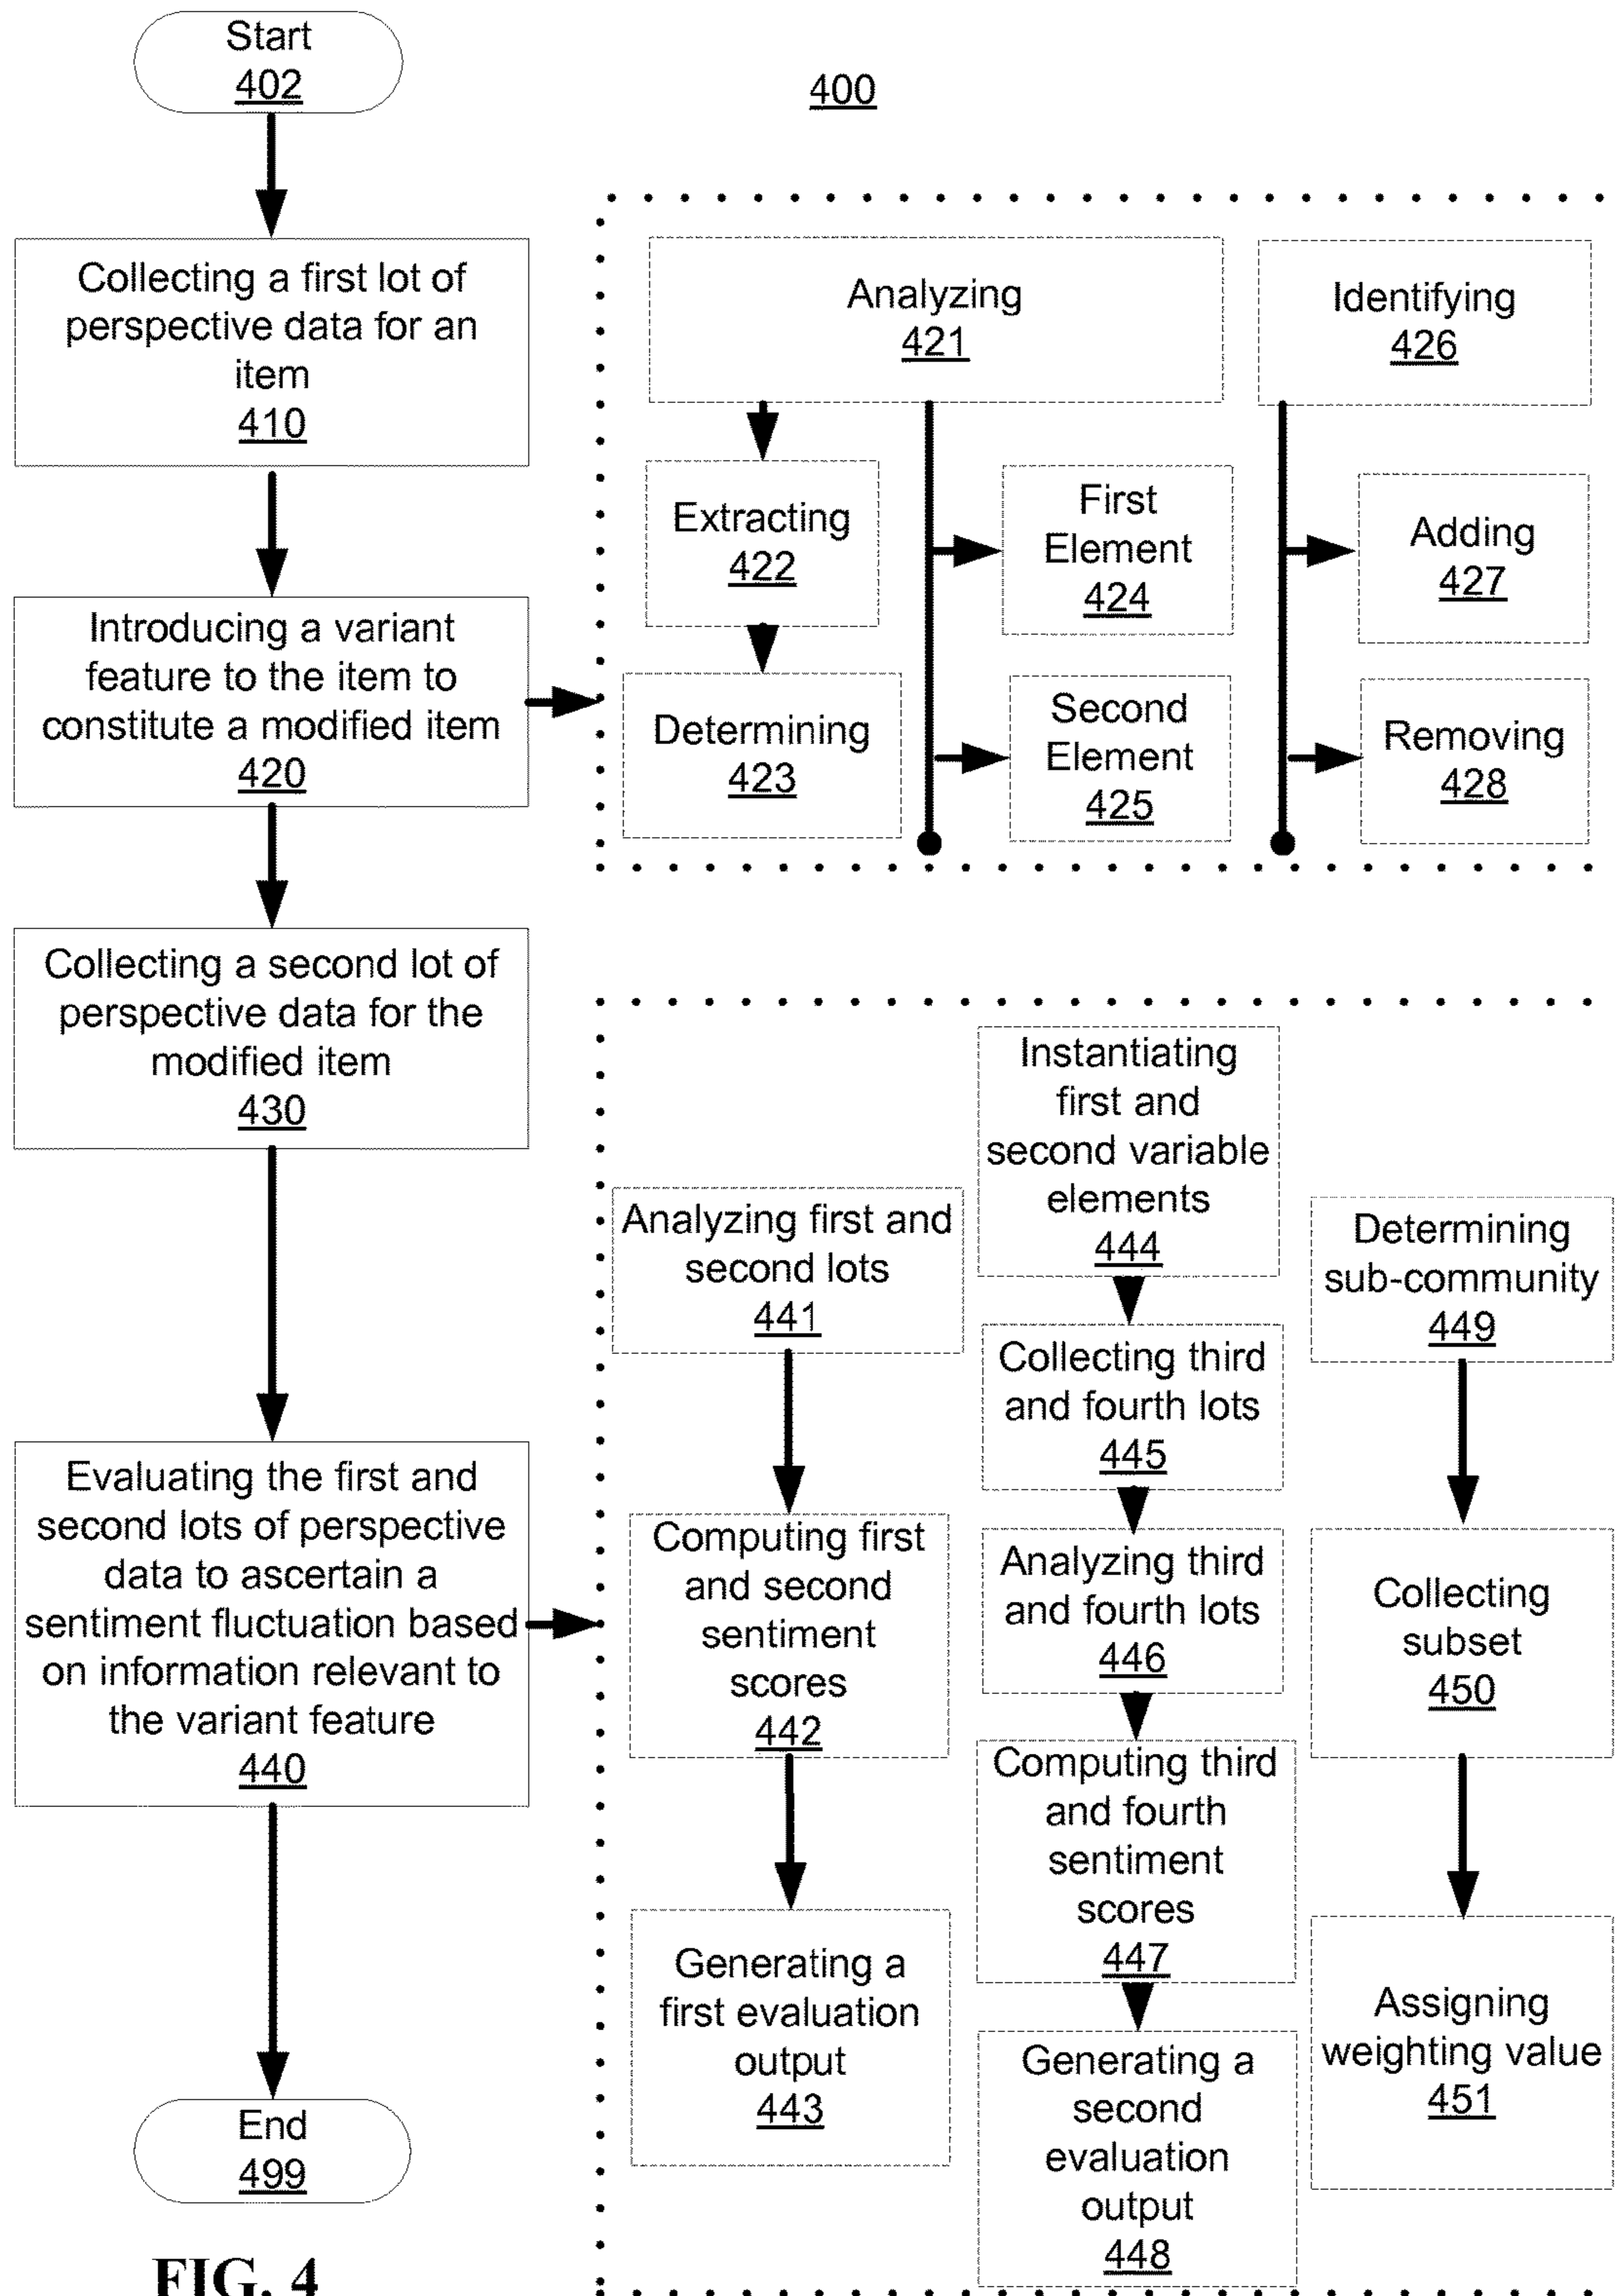 Start
402
400
Collecting a first lot of
perspective data for an
item
410
Introducing a variant
feature to the item to
constitute a modified item
420
Collecting a second lot of
perspective data for the
modified item
430
Evaluating the first and
second lots of perspective
data to ascertain a
sentiment fluctuation based
on information relevant to
the variant feature
440
End
499
Analyzing
421
Extracting
422
Determining
423
First
Element
424
Second
Element
425
Identifying
426
Adding
427
Removing
428
Analyzing first and
second lots
441
Computing first
and second
sentiment
scores
442
Generating a
first evaluation
output
443
Instantiating
first and
second variable
elements
444
Collecting third
and fourth lots
445
Analyzing third
and fourth lots
446
Computing third
and fourth
sentiment
scores
447
Generating a
second
evaluation
output
448
Determining
sub-community
449
Collecting
subset
450
Assigning
weighting value
451
FIG. 4